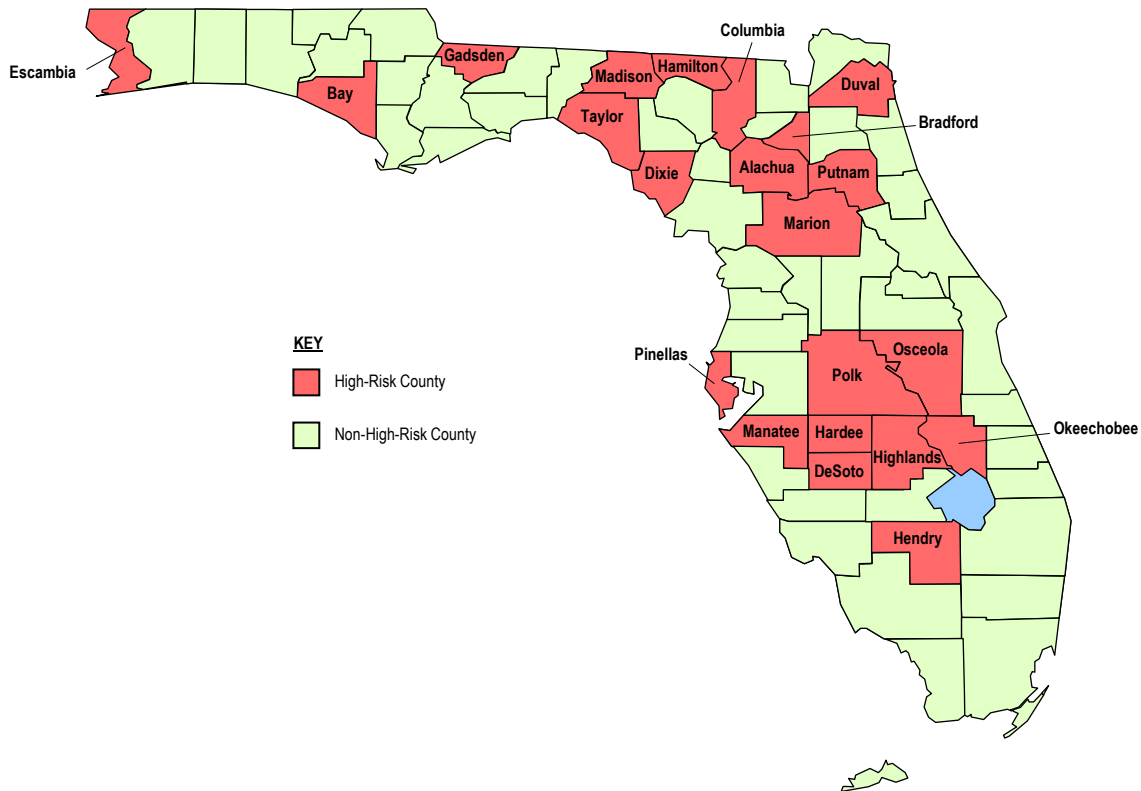 Columbia
Escambia
Gadsden
Hamilton
Madison
Duval
Bay
Taylor
Bradford
Dixie
Alachua
Putnam
Marion
KEY
High-Risk County
Non-High-Risk County
Pinellas
Osceola
Polk
Manatee
Hardee
Okeechobee
Highlands
DeSoto
Hendry